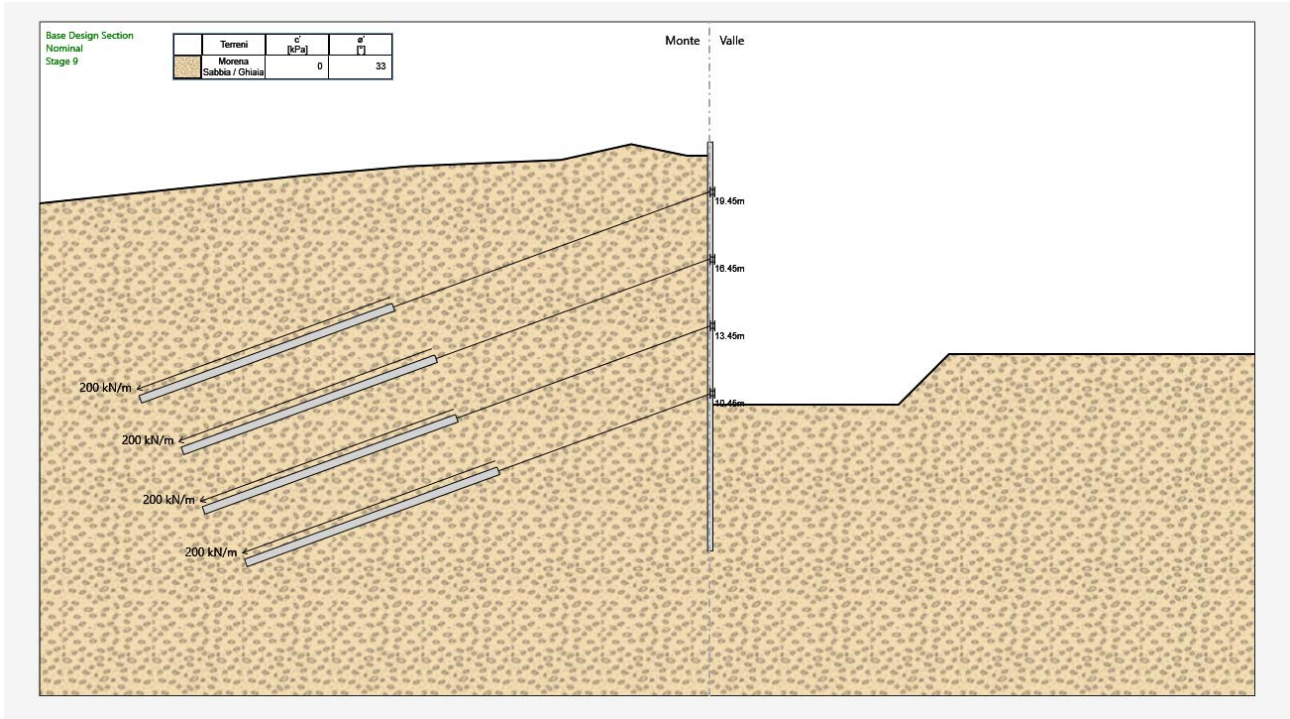 Base Design Section
Nominal
Stage 9
Terreni c' [kPa] ø' [°]
Morena Sabbia / Ghiaia 0 33
Monte Valle
19.45m
16.45m
13.45m
10.45m
200 kN/m
200 kN/m
200 kN/m
200 kN/m